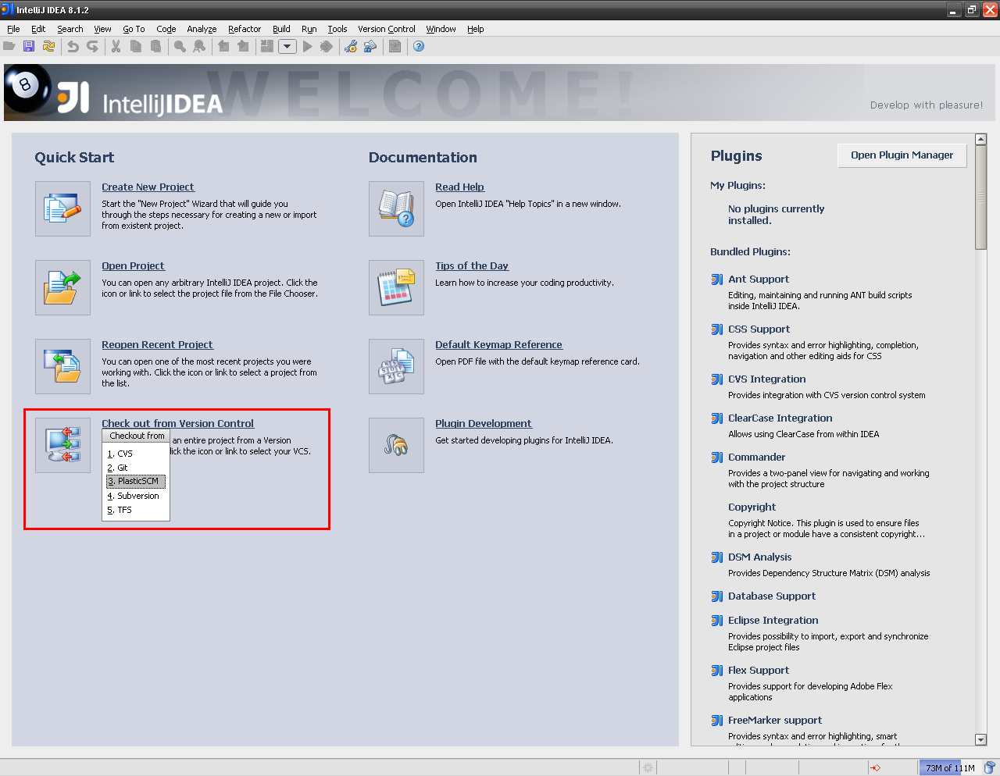 IntelliJ IDEA 8.1.2
File Edit Search View Go To Code Analyze Refactor Build Run Tools Version Control Window Help
8
IntelliJIDEA
WELCOME!
Develop with pleasure!
Quick Start
Create New Project
Start the "New Project" Wizard that will guide you
through the steps necessary for creating a new or import
from existent project.
Open Project
You can open any arbitrary IntelliJ IDEA project. Click the
icon or link to select the project file from the File Chooser.
Reopen Recent Project
You can open one of the most recent projects you were
working with. Click the icon or link to select a project from
the list.
Check out from Version Control
an entire project from a Version
lick the icon or link to select your VCS.
Checkout from
1. CVS
2. Git
3. PlasticSCM
4. Subversion
5. TFS
Documentation
Read Help
Open IntelliJ IDEA "Help Topics" in a new window.
Tips of the Day
Learn how to increase your coding productivity.
Default Keymap Reference
Open PDF file with the default keymap reference card.
Plugin Development
Get started developing plugins for IntelliJ IDEA.
Plugins
Open Plugin Manager
My Plugins:
No plugins currently
installed.
Bundled Plugins:
Ant Support
Editing, maintaining and running ANT build scripts
inside IntelliJ IDEA.
CSS Support
Provides syntax and error highlighting, completion,
navigation and other editing aids for CSS
CVS Integration
Provides integration with CVS version control system
ClearCase Integration
Allows using ClearCase from within IDEA
Commander
Provides a two-panel view for navigating and working
with the project structure
Copyright
Copyright Notice. This plugin is used to ensure files
in a project or module have a consistent copyright...
DSM Analysis
Provides Dependency Structure Matrix (DSM) analysis
Database Support
Eclipse Integration
Provides possibility to import, export and synchronize
Eclipse project files
Flex Support
Provides support for developing Adobe Flex
applications
FreeMarker support
Provides syntax and error highlighting, smart
73M of 111M